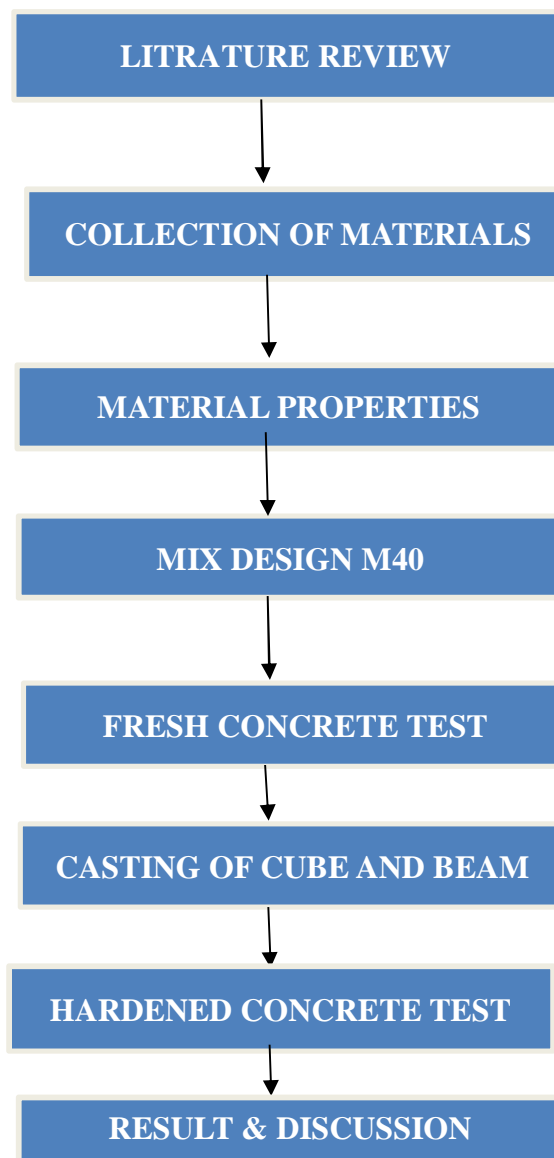 LITRATURE REVIEW
COLLECTION OF MATERIALS
MATERIAL PROPERTIES
MIX DESIGN M40
FRESH CONCRETE TEST
CASTING OF CUBE AND BEAM
HARDENED CONCRETE TEST
RESULT & DISCUSSION